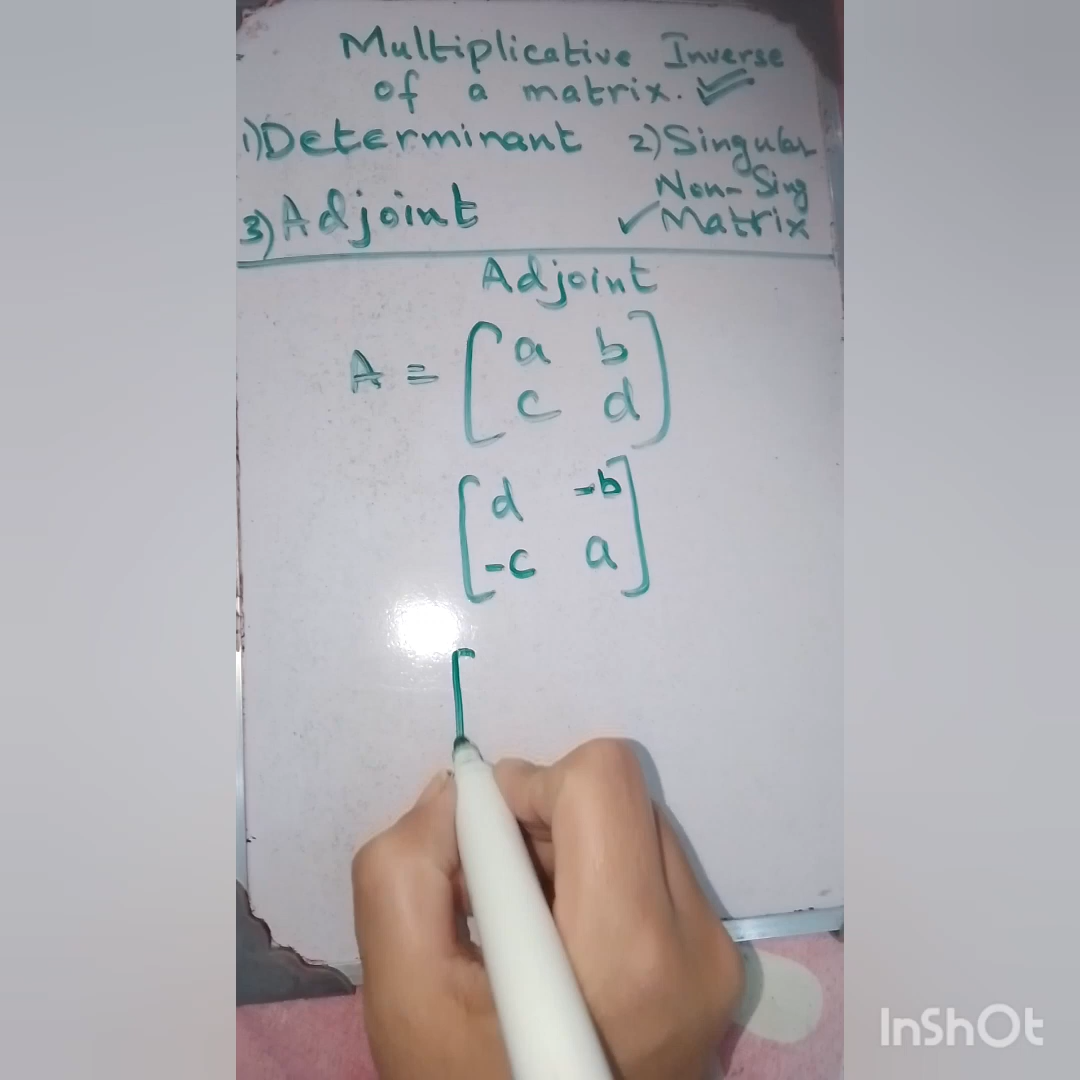 Multiplicative Inverse
of a matrix.
1) Determinant 2) Singular
Non-Sing
3) Adjoint ✓Matrix
Adjoint
A = [a b
c d]
[d -b
-c a]
[
InShOt